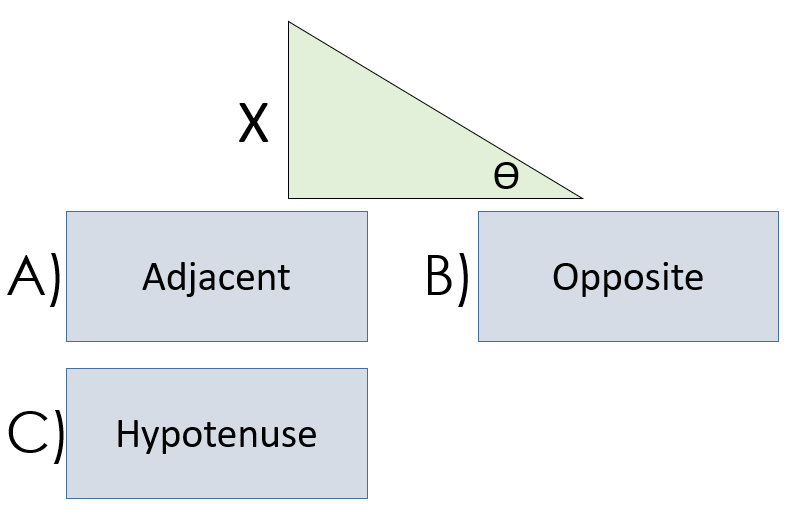 X
Ө
A) Adjacent
B) Opposite
C) Hypotenuse